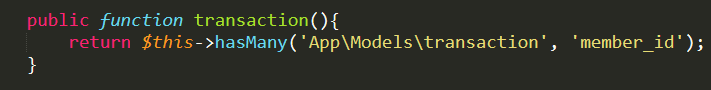 public function transaction(){
return $this->hasMany('App\Models\transaction', 'member_id');
}